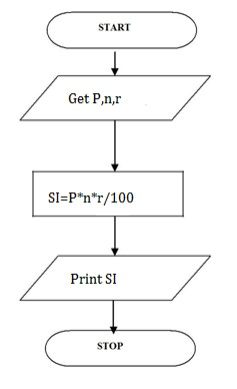 START
Get P,n,r
SI=P*n*r/100
Print SI
STOP